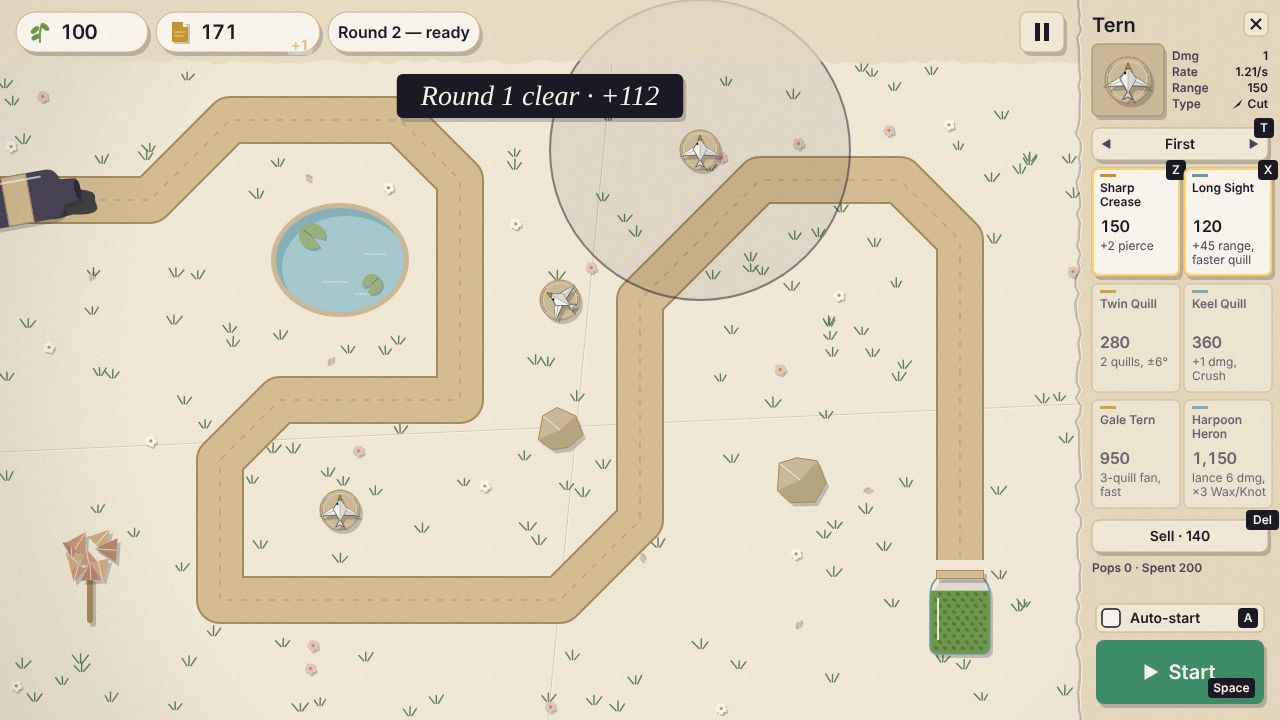 100
171
+1
Round 2 — ready
Round 1 clear · +112
Tern
Dmg 1
Rate 1.21/s
Range 150
Type Cut
T
First
Z
X
Sharp Crease
150
+2 pierce
Long Sight
120
+45 range, faster quill
Twin Quill
280
2 quills, ±6°
Keel Quill
360
+1 dmg, Crush
Gale Tern
950
3-quill fan, fast
Harpoon Heron
1,150
lance 6 dmg, ×3 Wax/Knot
Del
Sell · 140
Pops 0 · Spent 200
Auto-start
A
Start
Space